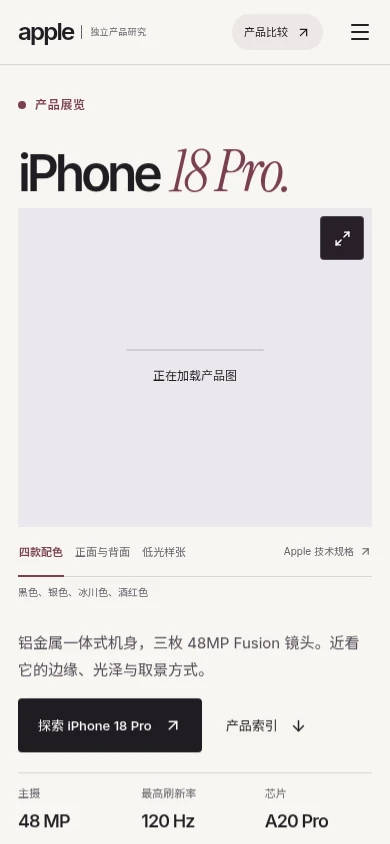 apple 独立产品研究 产品比较
产品展览
iPhone 18 Pro.
正在加载产品图
四款配色 正面与背面 低光样张 Apple 技术规格
黑色、银色、冰川色、酒红色
铝金属一体式机身，三枚 48MP Fusion 镜头。近看
它的边缘、光泽与取景方式。
探索 iPhone 18 Pro 产品索引
主摄 最高刷新率 芯片
48 MP 120 Hz A20 Pro